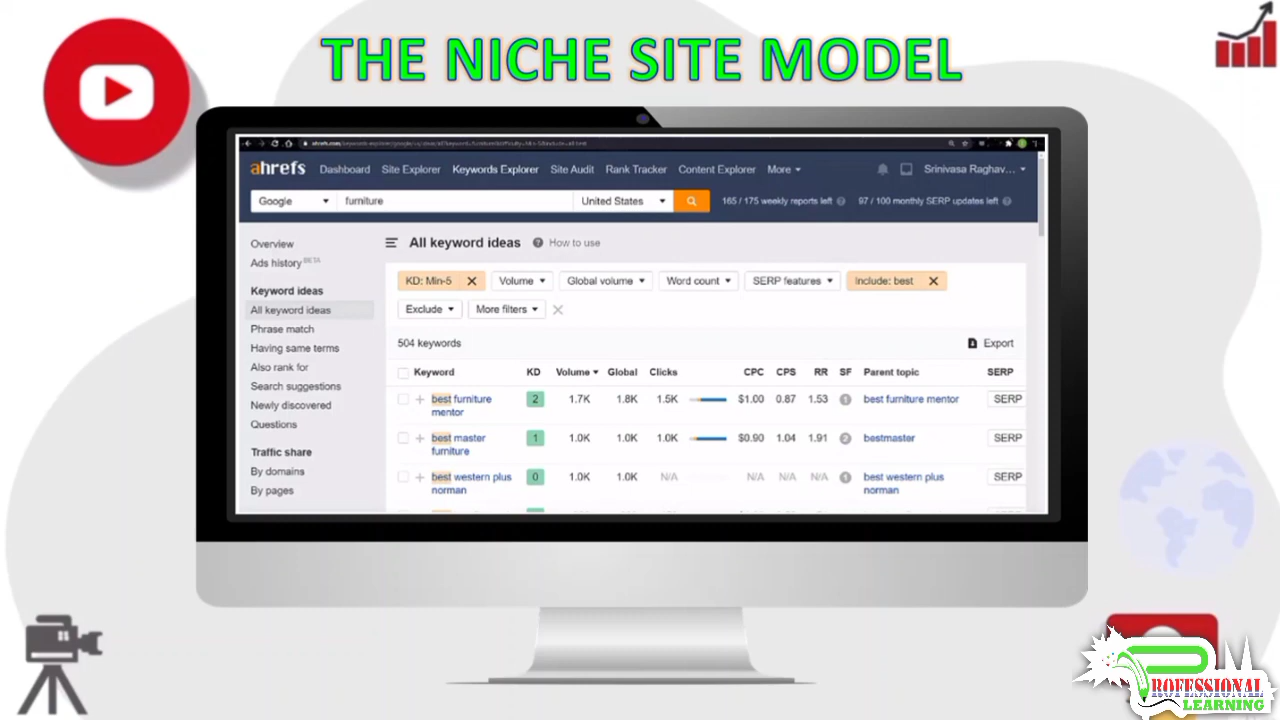 THE NICHE SITE MODEL
ahrefs Dashboard Site Explorer Keywords Explorer Site Audit Rank Tracker Content Explorer More Srinivasa Raghav...
Google furniture United States 165 / 175 weekly reports left 97 / 100 monthly SERP updates left
Overview
Ads history BETA
Keyword ideas
All keyword ideas
Phrase match
Having same terms
Also rank for
Search suggestions
Newly discovered
Questions
Traffic share
By domains
By pages
All keyword ideas How to use
KD: Min-5 Volume Global volume Word count SERP features Include: best
Exclude More filters
504 keywords Export
Keyword KD Volume Global Clicks CPC CPS RR SF Parent topic SERP
best furniture 2 1.7K 1.8K 1.5K $1.00 0.87 1.53 1 best furniture mentor SERP
mentor
best master 1 1.0K 1.0K 1.0K $0.90 1.04 1.91 2 bestmaster SERP
furniture
best western plus 0 1.0K 1.0K N/A N/A N/A N/A 1 best western plus SERP
norman norman
PROFESSIONAL
LEARNING